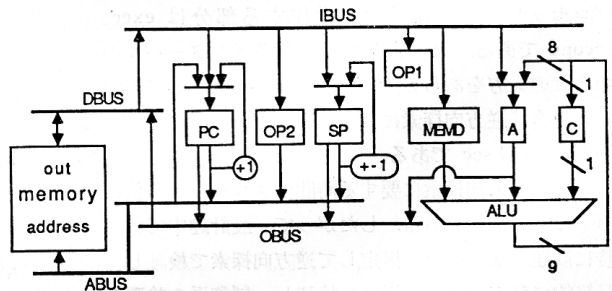 IBUS
8
OP1
1
DBUS
PC
OP2
SP
MEMD
A
C
out
memory
address
+1
+-1
1
ALU
OBUS
9
ABUS